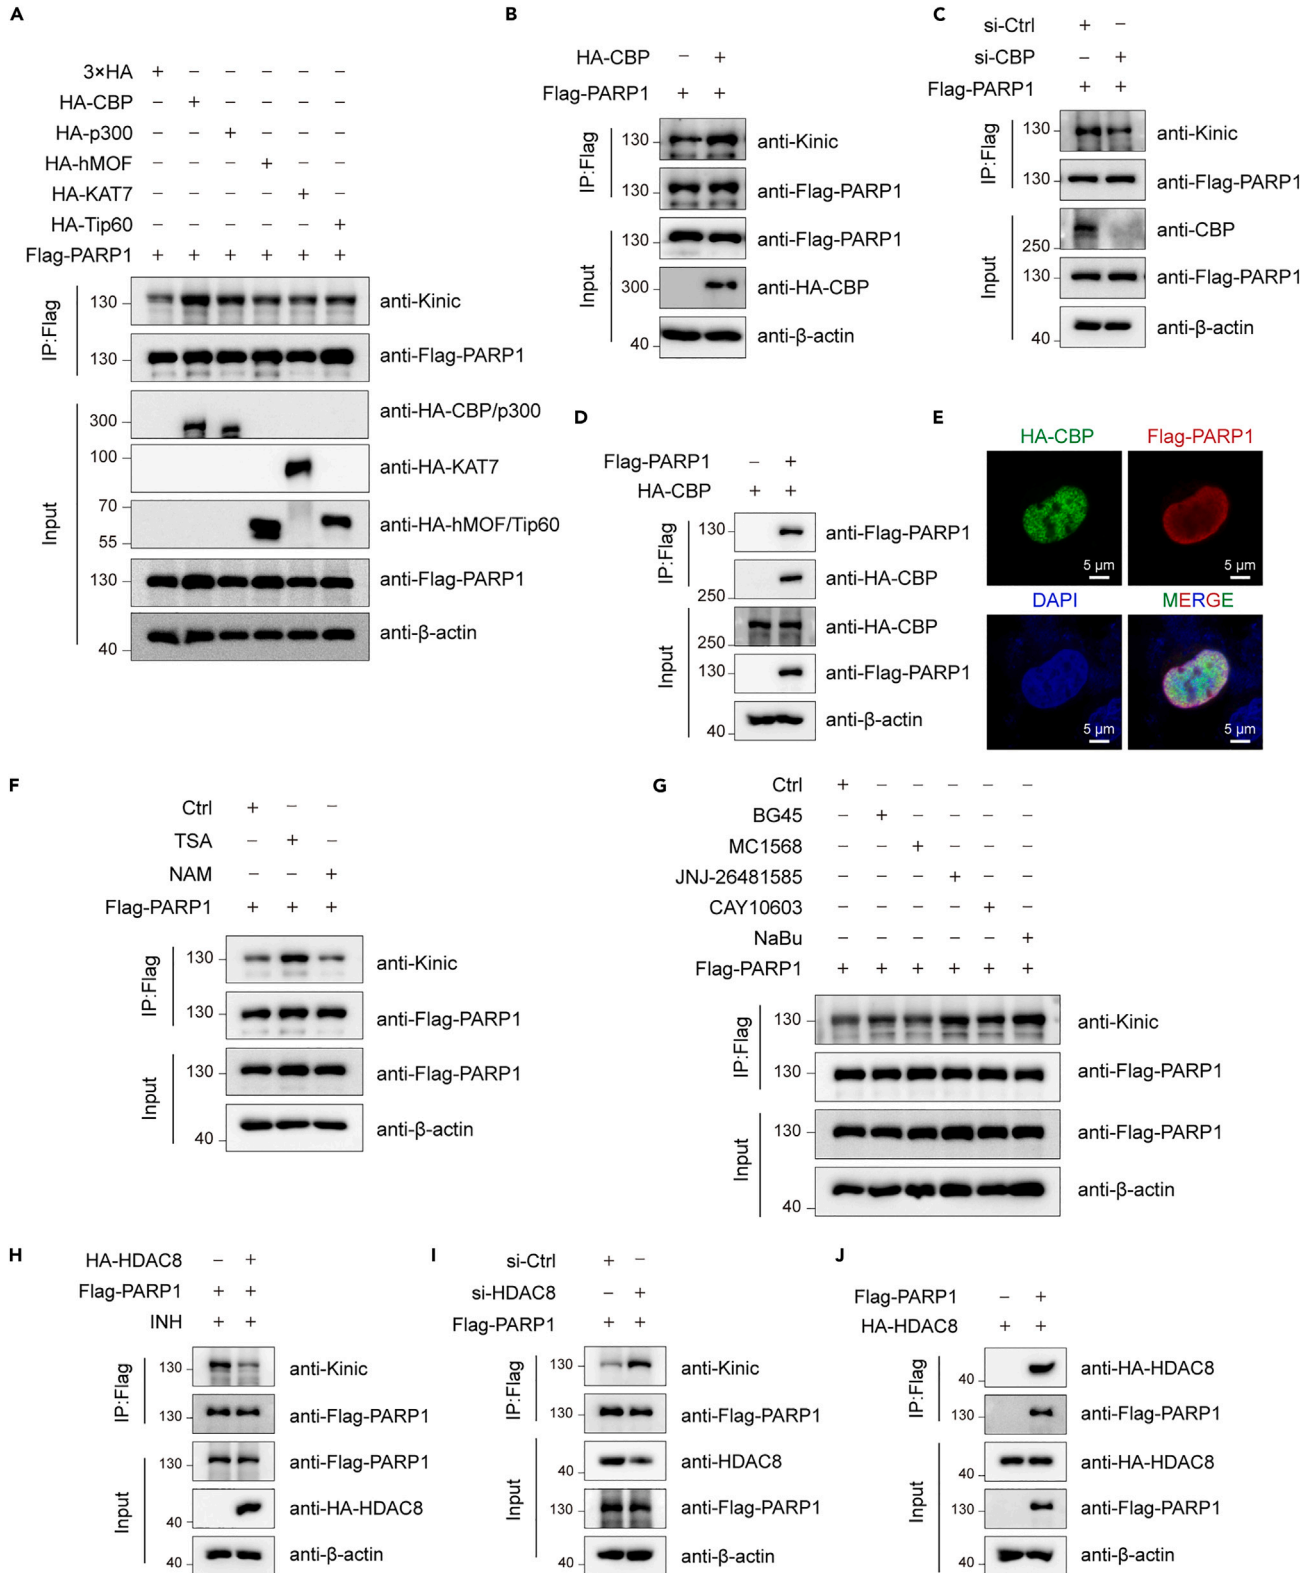 A
3×HA + − − − − −
HA-CBP − + − − − −
HA-p300 − − + − − −
HA-hMOF − − − + − −
HA-KAT7 − − − − + −
HA-Tip60 − − − − − +
Flag-PARP1 + + + + + +
IP:Flag
130 anti-Kinic
130 anti-Flag-PARP1
Input
300 anti-HA-CBP/p300
100 anti-HA-KAT7
70
55 anti-HA-hMOF/Tip60
130 anti-Flag-PARP1
40 anti-β-actin
B
HA-CBP − +
Flag-PARP1 + +
IP:Flag
130 anti-Kinic
130 anti-Flag-PARP1
Input
130 anti-Flag-PARP1
300 anti-HA-CBP
40 anti-β-actin
C
si-Ctrl + −
si-CBP − +
Flag-PARP1 + +
IP:Flag
130 anti-Kinic
130 anti-Flag-PARP1
Input
250 anti-CBP
130 anti-Flag-PARP1
40 anti-β-actin
D
Flag-PARP1 − +
HA-CBP + +
IP:Flag
130 anti-Flag-PARP1
250 anti-HA-CBP
Input
250 anti-HA-CBP
130 anti-Flag-PARP1
40 anti-β-actin
E
HA-CBP Flag-PARP1
5 μm 5 μm
DAPI MERGE
5 μm 5 μm
F
Ctrl + − −
TSA − + −
NAM − − +
Flag-PARP1 + + +
IP:Flag
130 anti-Kinic
130 anti-Flag-PARP1
Input
130 anti-Flag-PARP1
40 anti-β-actin
G
Ctrl + − − − − −
BG45 − + − − − −
MC1568 − − + − − −
JNJ-26481585 − − − + − −
CAY10603 − − − − + −
NaBu − − − − − +
Flag-PARP1 + + + + + +
IP:Flag
130 anti-Kinic
130 anti-Flag-PARP1
Input
130 anti-Flag-PARP1
40 anti-β-actin
H
HA-HDAC8 − +
Flag-PARP1 + +
INH + +
IP:Flag
130 anti-Kinic
130 anti-Flag-PARP1
Input
130 anti-Flag-PARP1
40 anti-HA-HDAC8
40 anti-β-actin
I
si-Ctrl + −
si-HDAC8 − +
Flag-PARP1 + +
IP:Flag
130 anti-Kinic
130 anti-Flag-PARP1
Input
40 anti-HDAC8
130 anti-Flag-PARP1
40 anti-β-actin
J
Flag-PARP1 − +
HA-HDAC8 + +
IP:Flag
40 anti-HA-HDAC8
130 anti-Flag-PARP1
Input
40 anti-HA-HDAC8
130 anti-Flag-PARP1
40 anti-β-actin